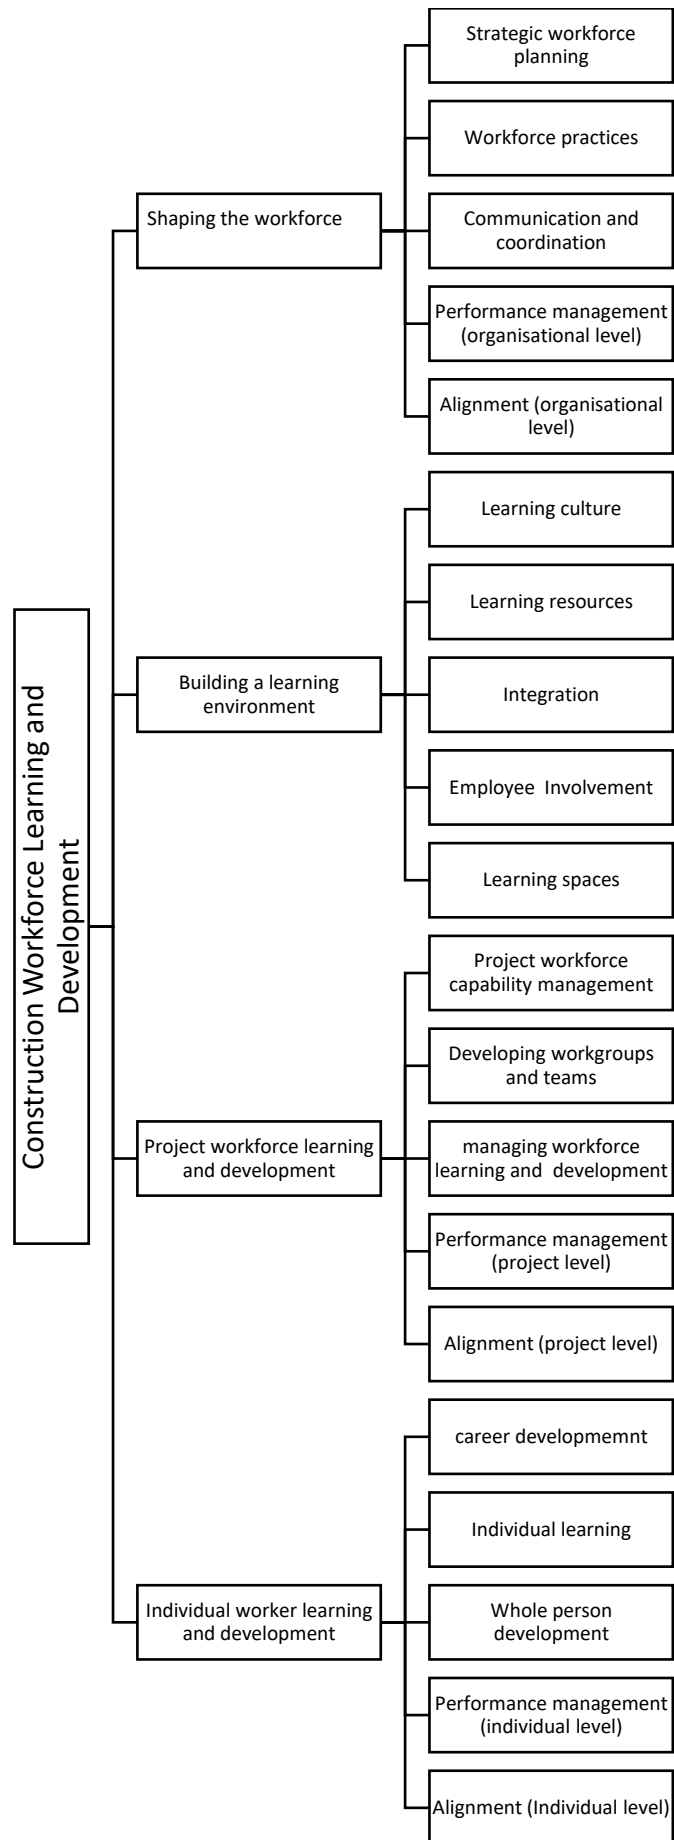 Construction Workforce Learning and
Development
Shaping the workforce
Strategic workforce
planning
Workforce practices
Communication and
coordination
Performance management
(organisational level)
Alignment (organisational
level)
Building a learning
environment
Learning culture
Learning resources
Integration
Employee  Involvement
Learning spaces
Project workforce learning
and development
Project workforce
capability management
Developing workgroups
and teams
managing workforce
learning and  development
Performance management
(project level)
Alignment (project level)
Individual worker learning
and development
career developmemnt
Individual learning
Whole person
development
Performance management
(individual level)
Alignment (Individual level)